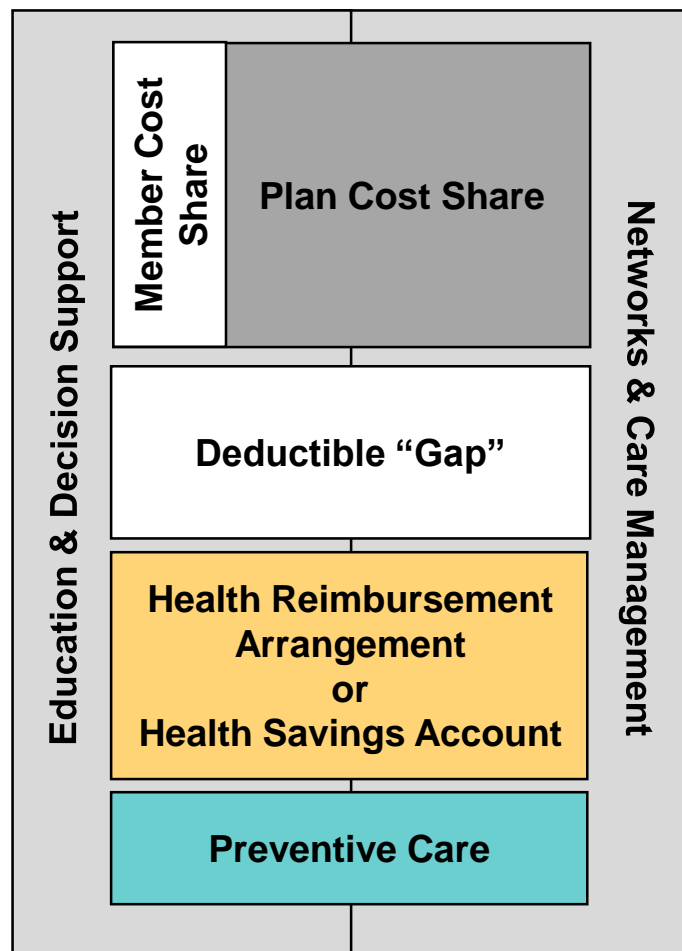 Education & Decision Support
Member Cost
Share
Plan Cost Share
Deductible “Gap”
Health Reimbursement
Arrangement
or
Health Savings Account
Preventive Care
Networks & Care Management